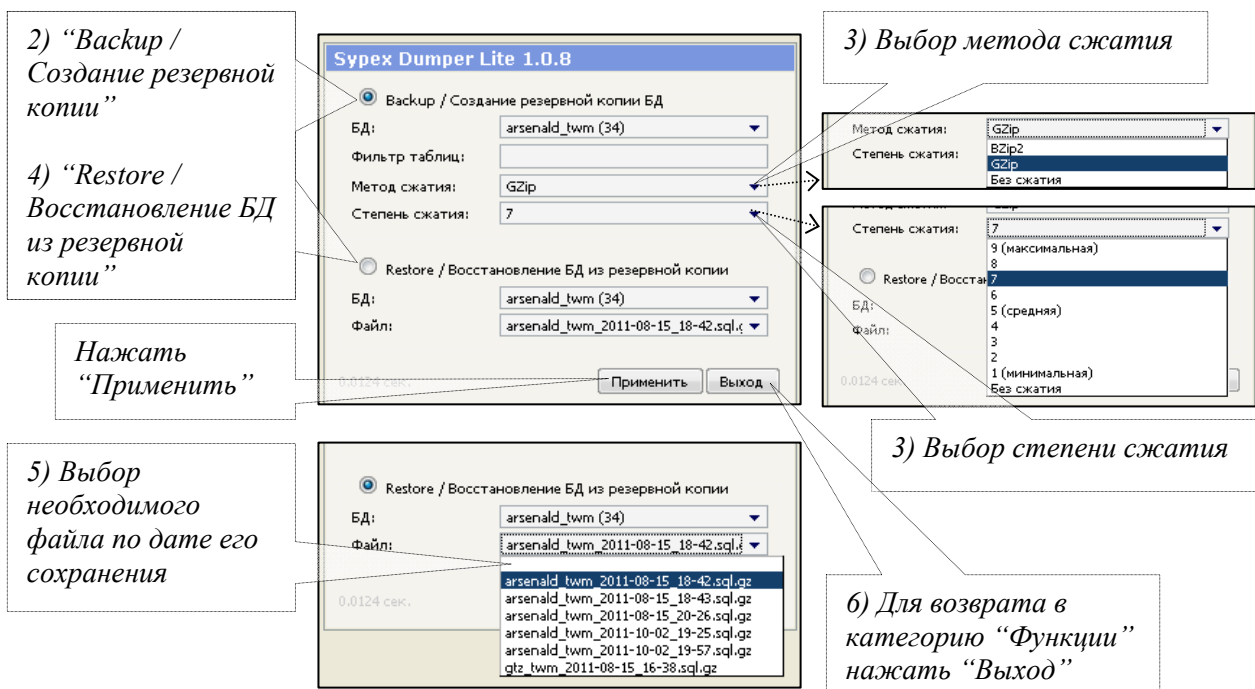 2) “Backup /
Создание резервной
копии”
4) “Restore /
Восстановление БД
из резервной
копии”
Sypex Dumper Lite 1.0.8
Backup / Создание резервной копии БД
БД: arsenald_twm (34)
Фильтр таблиц:
Метод сжатия: GZip
Степень сжатия: 7
Restore / Восстановление БД из резервной копии
БД: arsenald_twm (34)
Файл: arsenald_twm_2011-08-15_18-42.sql.g
0.0124 сек.
Применить Выход
3) Выбор метода сжатия
Метод сжатия: GZip
Степень сжатия: BZip2
GZip
Без сжатия
Степень сжатия: 7
9 (максимальная)
8
Restore / Восста 7
6
БД: 5 (средняя)
4
Файл: 3
2
1 (минимальная)
0.0124 сек. Без сжатия
3) Выбор степени сжатия
Нажать
“Применить”
5) Выбор
необходимого
файла по дате его
сохранения
Restore / Восстановление БД из резервной копии
БД: arsenald_twm (34)
Файл: arsenald_twm_2011-08-15_18-42.sql.
arsenald_twm_2011-08-15_18-42.sql.gz
arsenald_twm_2011-08-15_18-43.sql.gz
arsenald_twm_2011-08-15_20-26.sql.gz
arsenald_twm_2011-10-02_19-25.sql.gz
arsenald_twm_2011-10-02_19-57.sql.gz
gtz_twm_2011-08-15_16-38.sql.gz
0.0124 сек.
6) Для возврата в
категорию “Функции”
нажать “Выход”